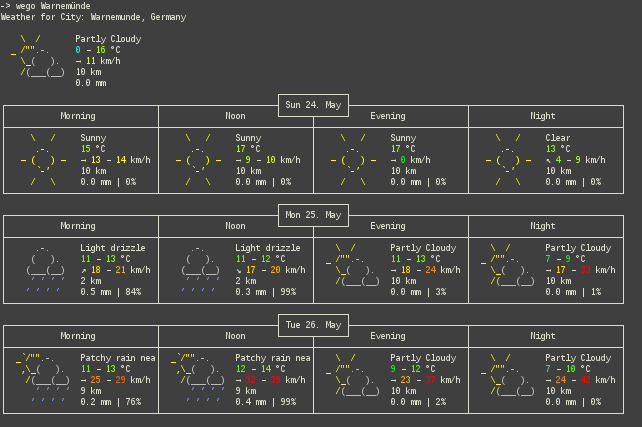 -> wego Warnemünde
Weather for City: Warnemunde, Germany
Partly Cloudy
0 – 16 °C
→ 11 km/h
10 km
0.0 mm
Sun 24. May
Morning Noon Evening Night
Sunny Sunny Sunny Clear
15 °C 17 °C 17 °C 13 °C
→ 13 – 14 km/h → 9 – 10 km/h → 0 km/h ↖ 4 – 9 km/h
10 km 10 km 10 km 10 km
0.0 mm | 0% 0.0 mm | 0% 0.0 mm | 0% 0.0 mm | 0%
Mon 25. May
Morning Noon Evening Night
Light drizzle Light drizzle Partly Cloudy Partly Cloudy
11 – 13 °C 11 – 12 °C 11 – 13 °C 7 – 9 °C
↗ 18 – 21 km/h ↘ 17 – 20 km/h → 18 – 24 km/h → 17 – km/h
2 km 2 km 10 km 10 km
0.5 mm | 84% 0.3 mm | 99% 0.0 mm | 3% 0.0 mm | 1%
Tue 26. May
Morning Noon Evening Night
Patchy rain nea Patchy rain nea Partly Cloudy Partly Cloudy
11 – 13 °C 12 – 14 °C 9 – 12 °C 7 – 10 °C
→ 25 – 29 km/h → – km/h → 23 – km/h → 24 – km/h
9 km 9 km 10 km 10 km
0.2 mm | 76% 0.4 mm | 99% 0.0 mm | 2% 0.0 mm | 0%